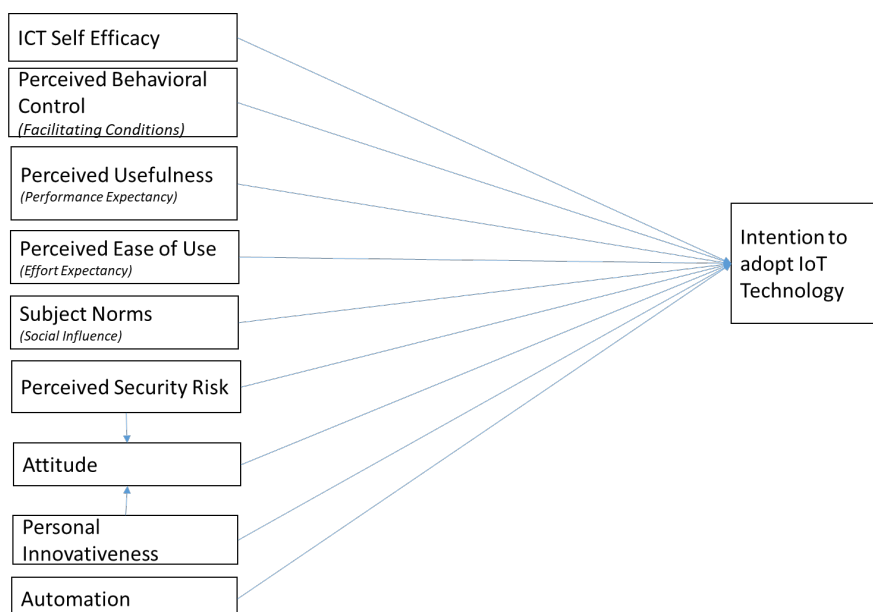 ICT Self Efficacy
Perceived Behavioral
Control
(Facilitating Conditions)
Perceived Usefulness
(Performance Expectancy)
Perceived Ease of Use
(Effort Expectancy)
Subject Norms
(Social Influence)
Perceived Security Risk
Attitude
Personal
Innovativeness
Automation
Intention to
adopt IoT
Technology